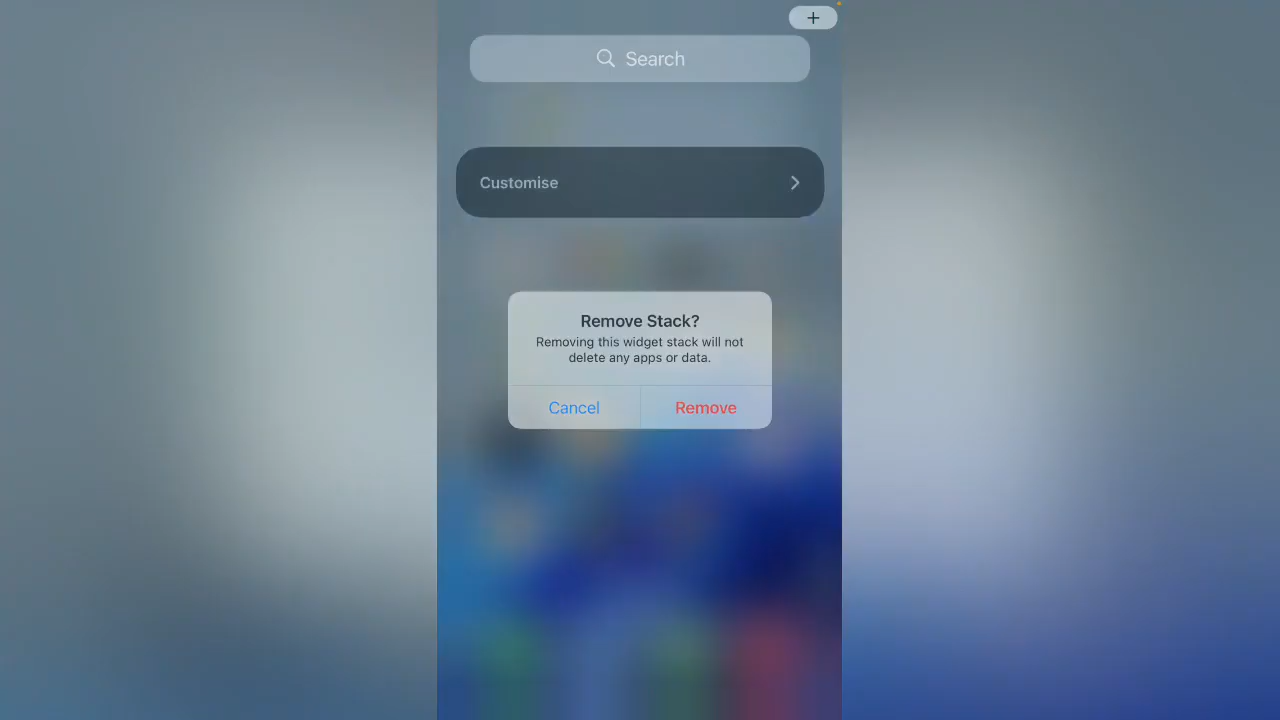 Search
Customise
Remove Stack?
Removing this widget stack will not
delete any apps or data.
Cancel
Remove